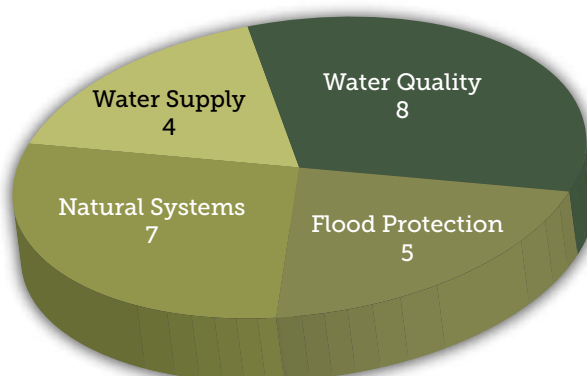 Water Supply
4
Water Quality
8
Natural Systems
7
Flood Protection
5